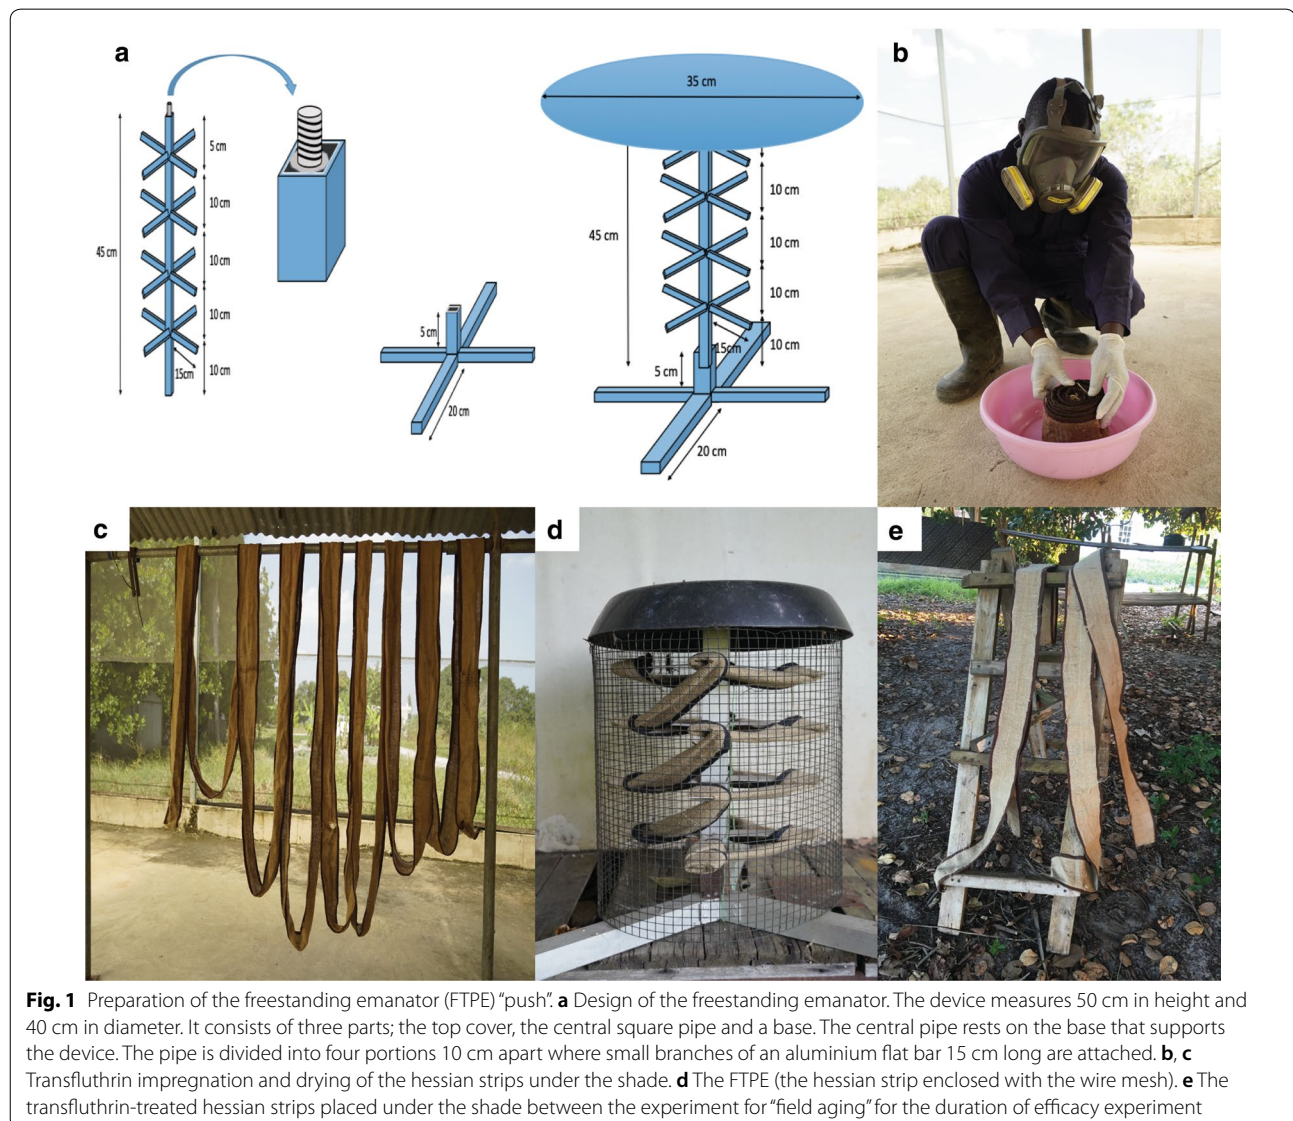 a
5 cm
10 cm
45 cm
10 cm
10 cm
15cm
10 cm
5 cm
20 cm
35 cm
10 cm
45 cm
10 cm
10 cm
15cm
10 cm
5 cm
20 cm
b
c
d
e
Fig. 1 Preparation of the freestanding emanator (FTPE) “push”. a Design of the freestanding emanator. The device measures 50 cm in height and
40 cm in diameter. It consists of three parts; the top cover, the central square pipe and a base. The central pipe rests on the base that supports
the device. The pipe is divided into four portions 10 cm apart where small branches of an aluminium flat bar 15 cm long are attached. b, c
Transfluthrin impregnation and drying of the hessian strips under the shade. d The FTPE (the hessian strip enclosed with the wire mesh). e The
transfluthrin-treated hessian strips placed under the shade between the experiment for “field aging” for the duration of efficacy experiment